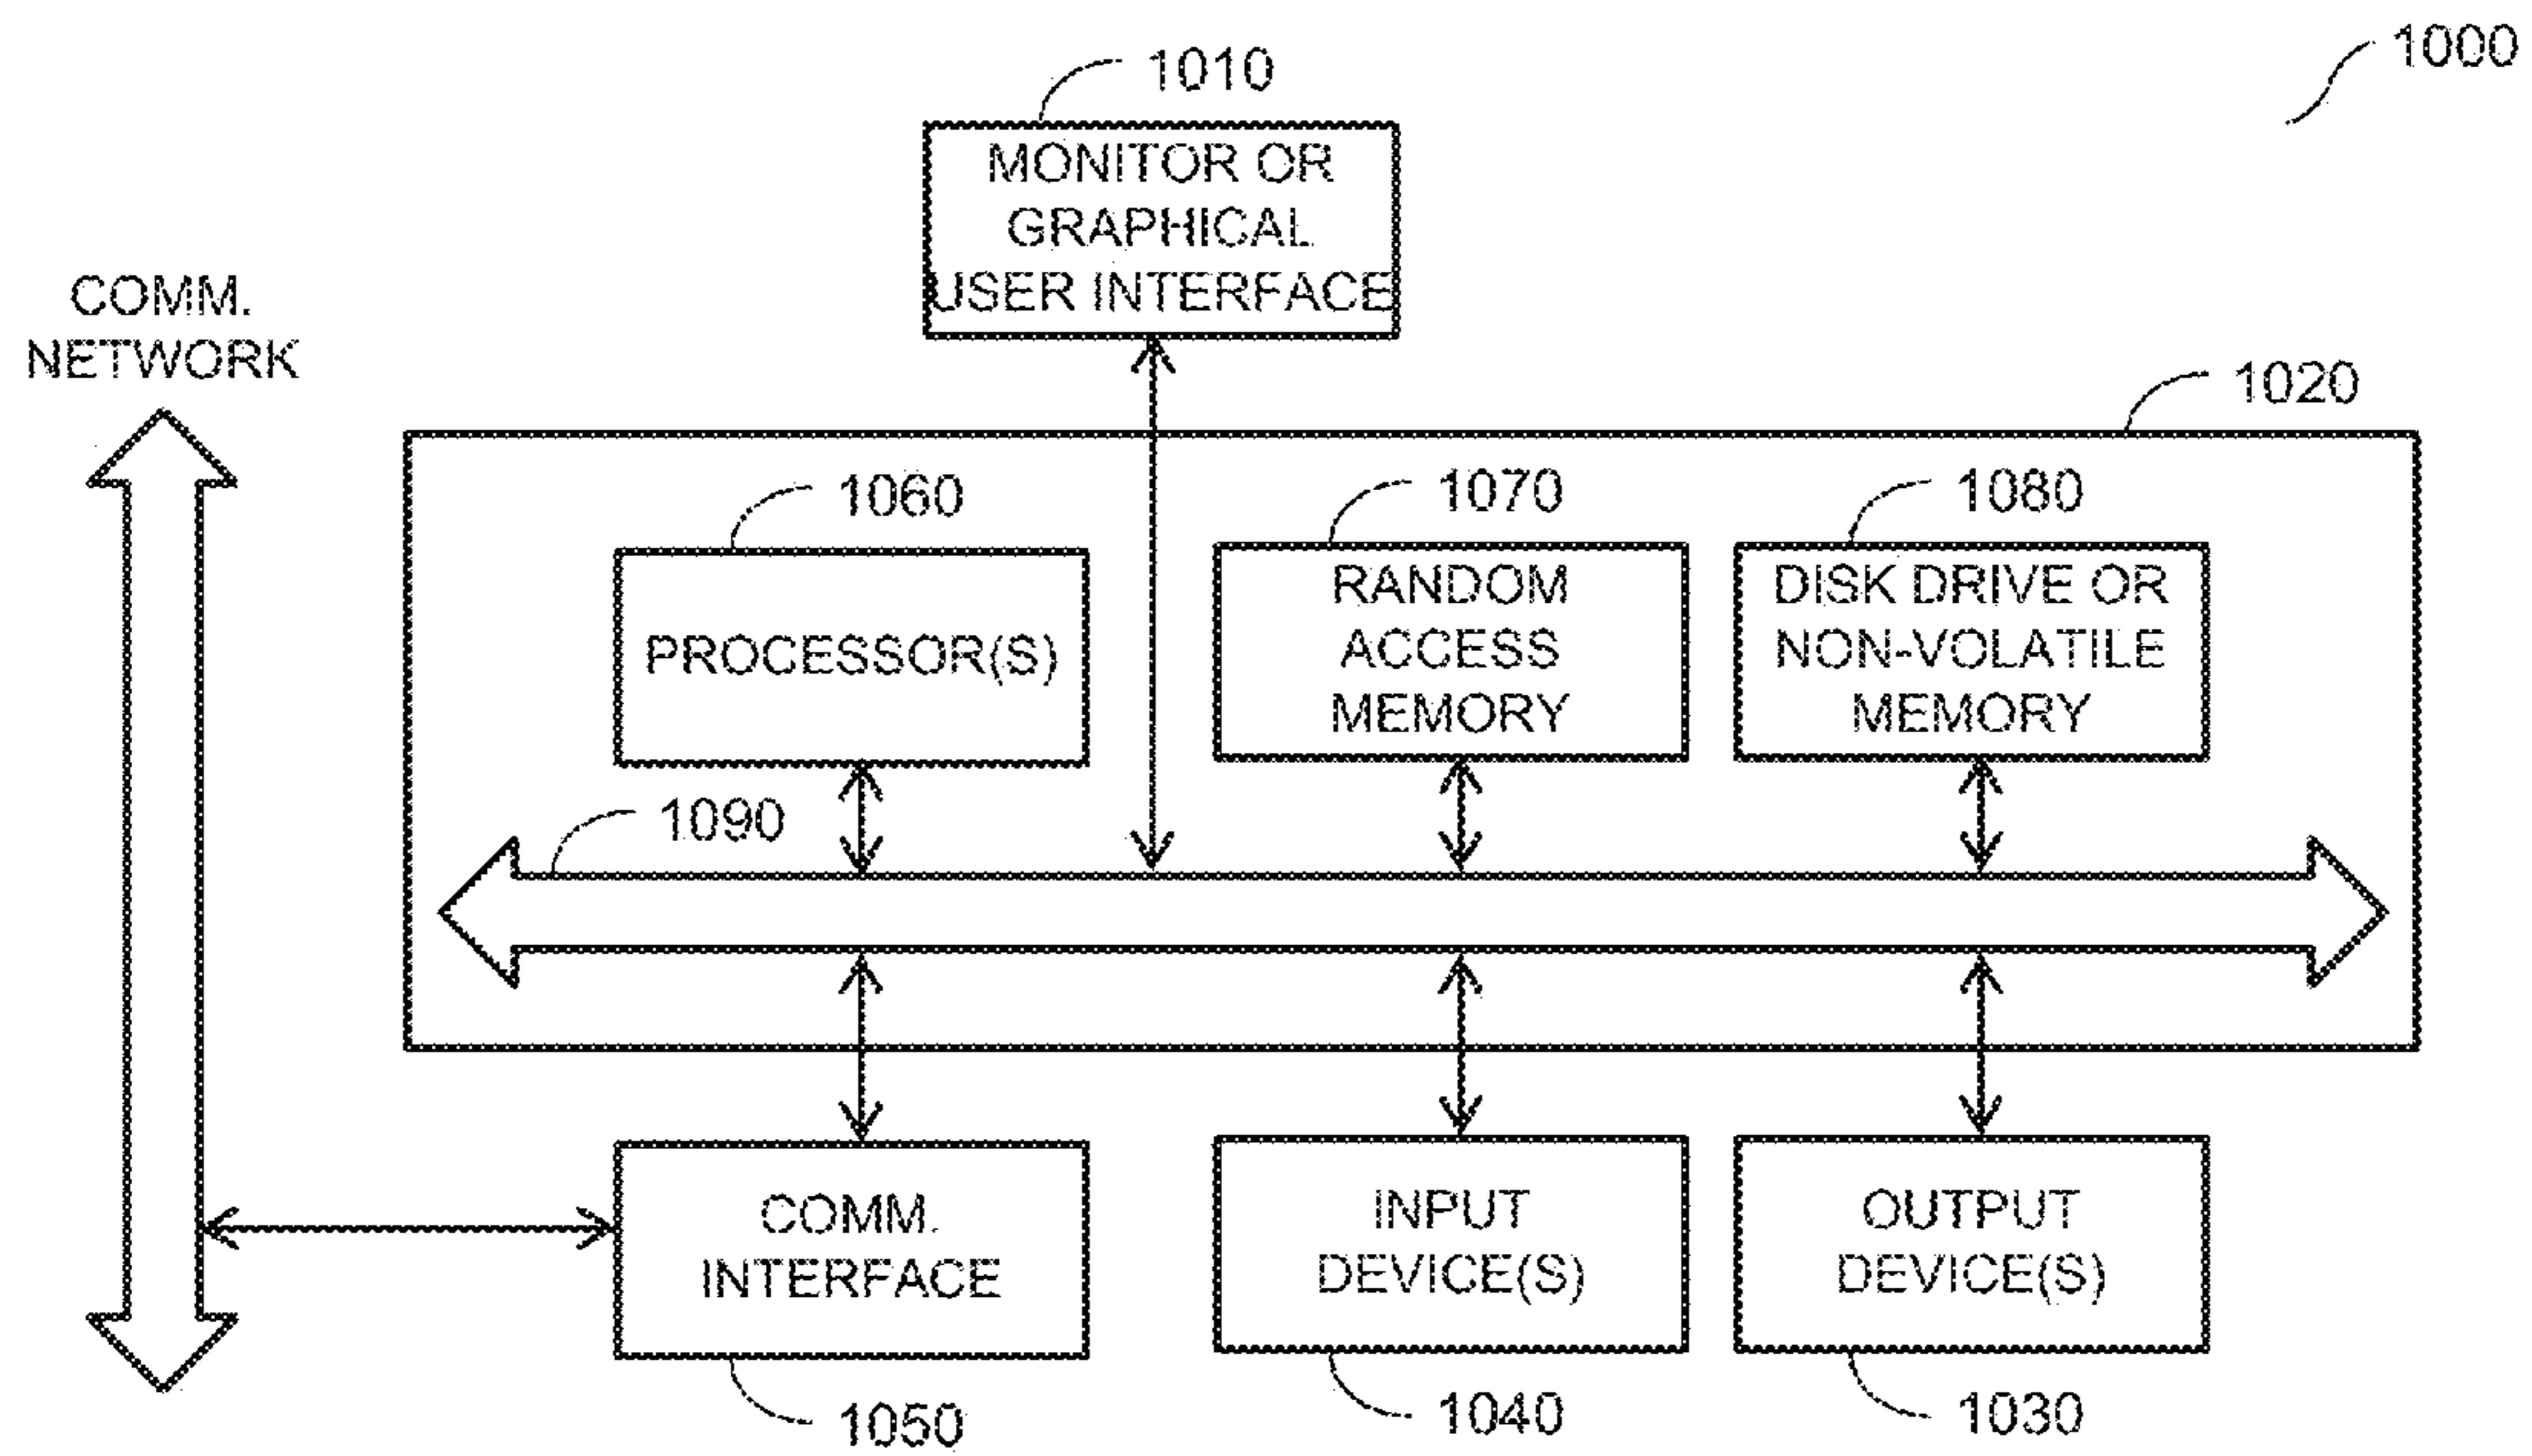 1000
1010
MONITOR OR
GRAPHICAL
USER INTERFACE
COMM.
NETWORK
1020
1060
1070
1080
PROCESSOR(S)
RANDOM
ACCESS
MEMORY
DISK DRIVE OR
NON-VOLATILE
MEMORY
1090
COMM.
INTERFACE
INPUT
DEVICE(S)
OUTPUT
DEVICE(S)
1050
1040
1030